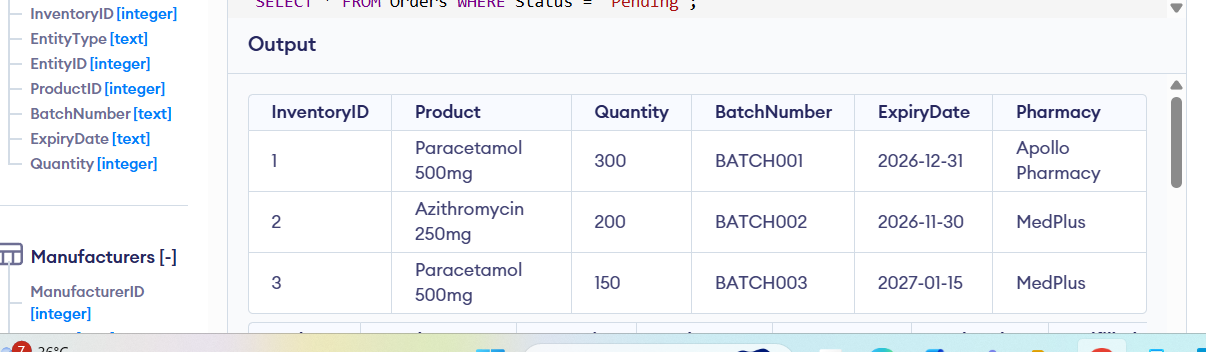 InventoryID [integer]
EntityType [text]
EntityID [integer]
ProductID [integer]
BatchNumber [text]
ExpiryDate [text]
Quantity [integer]
Manufacturers [-]
ManufacturerID
[integer]
SELECT * FROM Orders WHERE Status = 'Pending';
Output
InventoryID Product Quantity BatchNumber ExpiryDate Pharmacy
1 Paracetamol 500mg 300 BATCH001 2026-12-31 Apollo Pharmacy
2 Azithromycin 250mg 200 BATCH002 2026-11-30 MedPlus
3 Paracetamol 500mg 150 BATCH003 2027-01-15 MedPlus
7
26°C